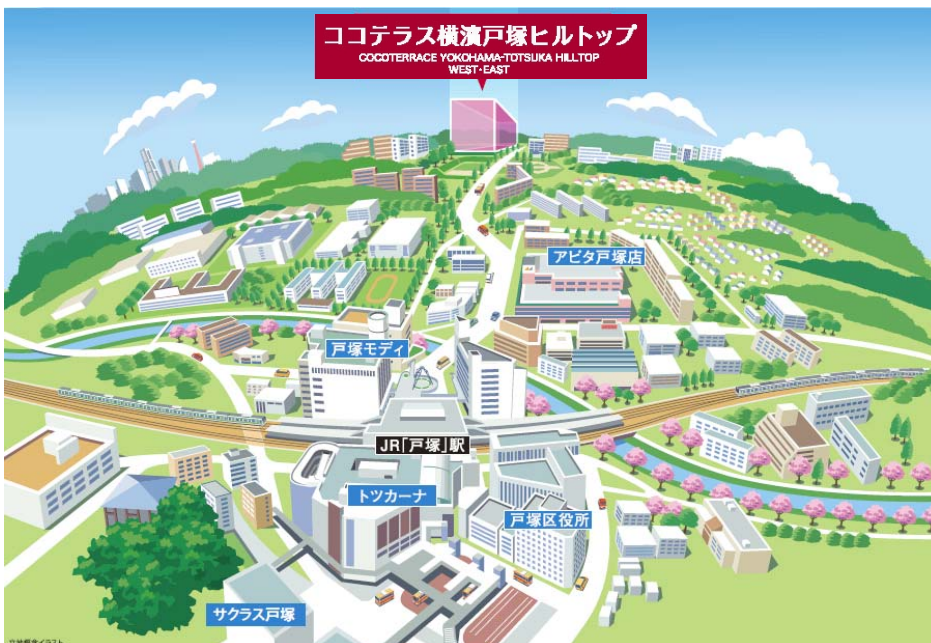 ココテラス横濱戸塚ヒルトップ
COCOTERRACE YOKOHAMA-TOTSUKA HILLTOP
WEST・EAST
アピタ戸塚店
戸塚モディ
JR「戸塚」駅
トツカーナ
戸塚区役所
サクラス戸塚